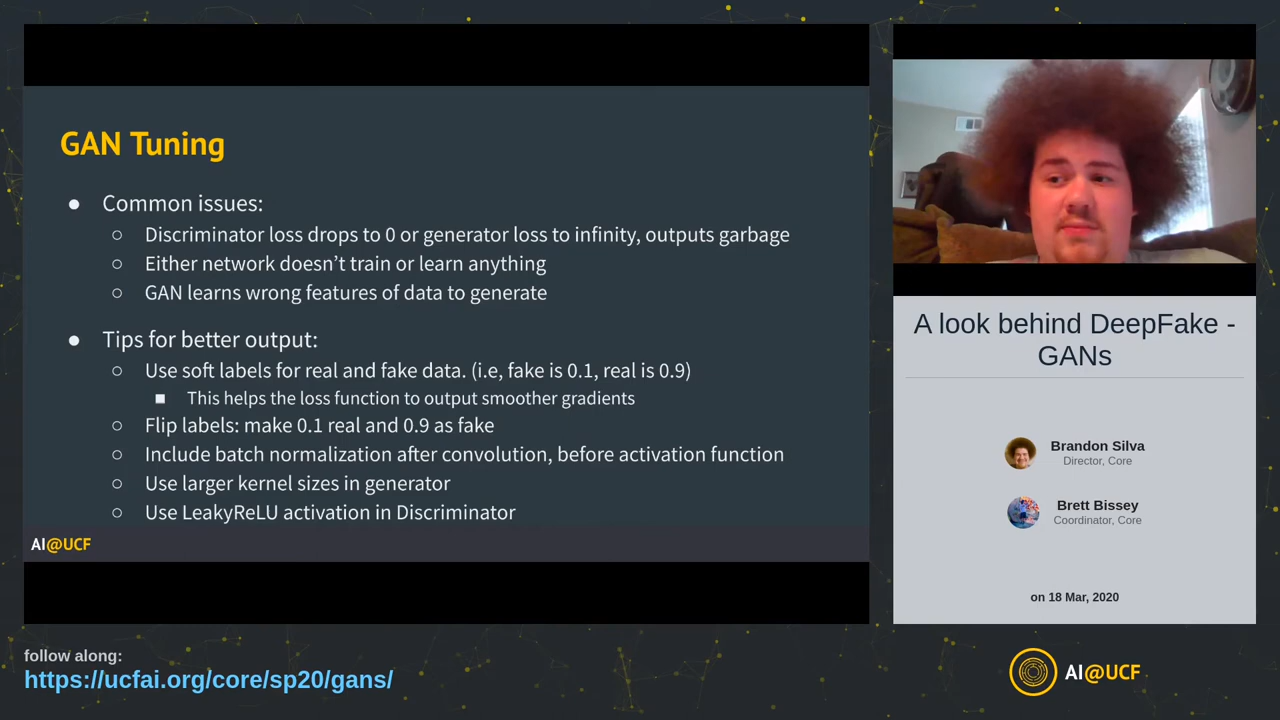 GAN Tuning
● Common issues:
○ Discriminator loss drops to 0 or generator loss to infinity, outputs garbage
○ Either network doesn't train or learn anything
○ GAN learns wrong features of data to generate
● Tips for better output:
○ Use soft labels for real and fake data. (i.e, fake is 0.1, real is 0.9)
■ This helps the loss function to output smoother gradients
○ Flip labels: make 0.1 real and 0.9 as fake
○ Include batch normalization after convolution, before activation function
○ Use larger kernel sizes in generator
○ Use LeakyReLU activation in Discriminator
AI@UCF
A look behind DeepFake -
GANs
Brandon Silva
Director, Core
Brett Bissey
Coordinator, Core
on 18 Mar, 2020
follow along:
https://ucfai.org/core/sp20/gans/
AI@UCF